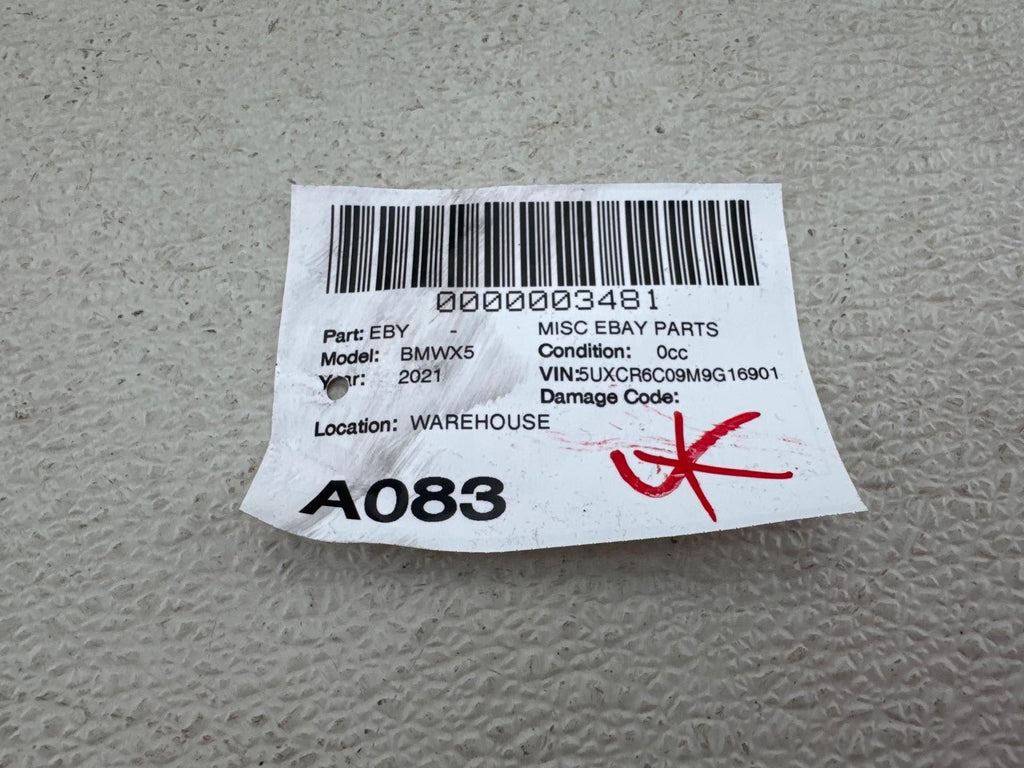 0000003481
Part: EBY - MISC EBAY PARTS
Model: BMWX5 Condition: 0cc
Year: 2021 VIN:5UXCR6C09M9G16901
Damage Code:
Location: WAREHOUSE
A083